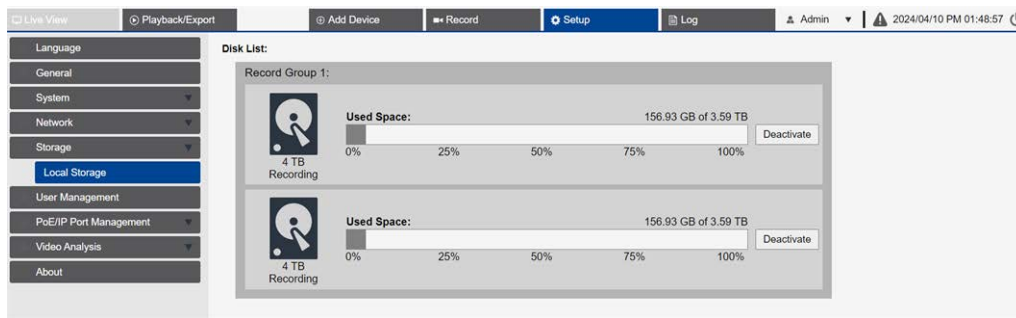 Live View Playback/Export Add Device Record Setup Log Admin 2024/04/10 PM 01:48:57
Language
General
System
Network
Storage
Local Storage
User Management
PoE/IP Port Management
Video Analysis
About
Disk List:
Record Group 1:
Used Space: 156.93 GB of 3.59 TB
Deactivate
0% 25% 50% 75% 100%
4 TB
Recording
Used Space: 156.93 GB of 3.59 TB
Deactivate
0% 25% 50% 75% 100%
4 TB
Recording